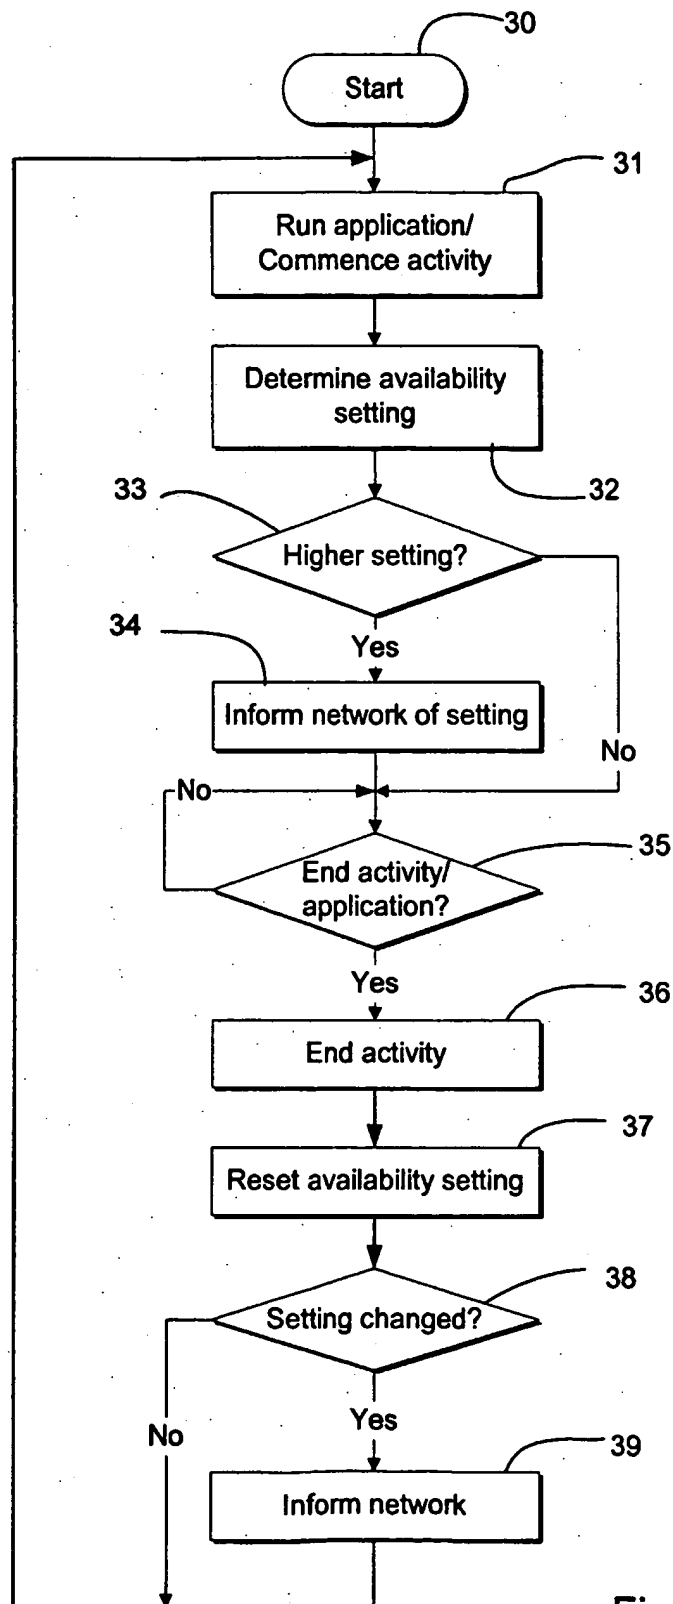 30
Start
31
Run application/
Commence activity
Determine availability
setting
32
33
Higher setting?
34
Yes
Inform network of setting
No
No
35
End activity/
application?
Yes
36
End activity
37
Reset availability setting
38
Setting changed?
Yes
No
39
Inform network